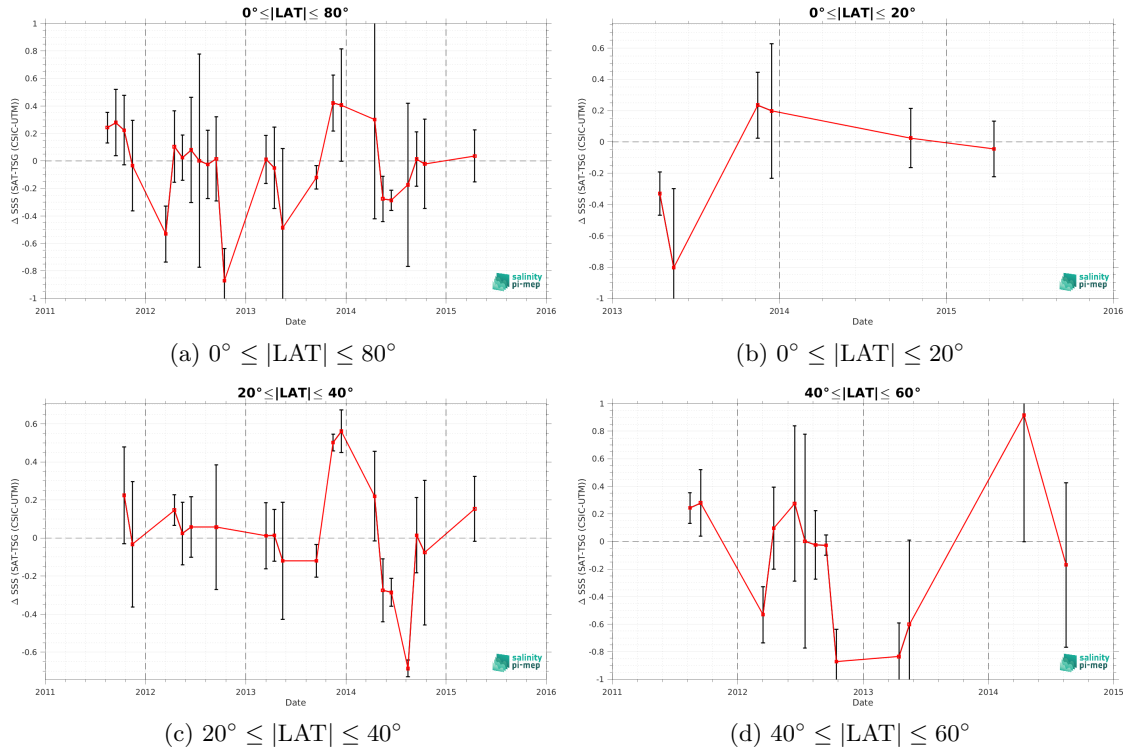 0°≤|LAT|≤ 80°
Δ SSS (SAT-TSG (CSIC-UTM))
1
0.8
0.6
0.4
0.2
0
-0.2
-0.4
-0.6
-0.8
-1
2011 2012 2013 2014 2015 2016
Date
salinity
pi-mep
(a) 0° ≤ |LAT| ≤ 80°
0°≤|LAT|≤ 20°
Δ SSS (SAT-TSG (CSIC-UTM))
0.6
0.4
0.2
0
-0.2
-0.4
-0.6
-0.8
-1
2013 2014 2015 2016
Date
salinity
pi-mep
(b) 0° ≤ |LAT| ≤ 20°
20°≤|LAT|≤ 40°
Δ SSS (SAT-TSG (CSIC-UTM))
0.6
0.4
0.2
0
-0.2
-0.4
-0.6
2011 2012 2013 2014 2015 2016
Date
salinity
pi-mep
(c) 20° ≤ |LAT| ≤ 40°
40°≤|LAT|≤ 60°
Δ SSS (SAT-TSG (CSIC-UTM))
1
0.8
0.6
0.4
0.2
0
-0.2
-0.4
-0.6
-0.8
-1
2011 2012 2013 2014 2015
Date
salinity
pi-mep
(d) 40° ≤ |LAT| ≤ 60°